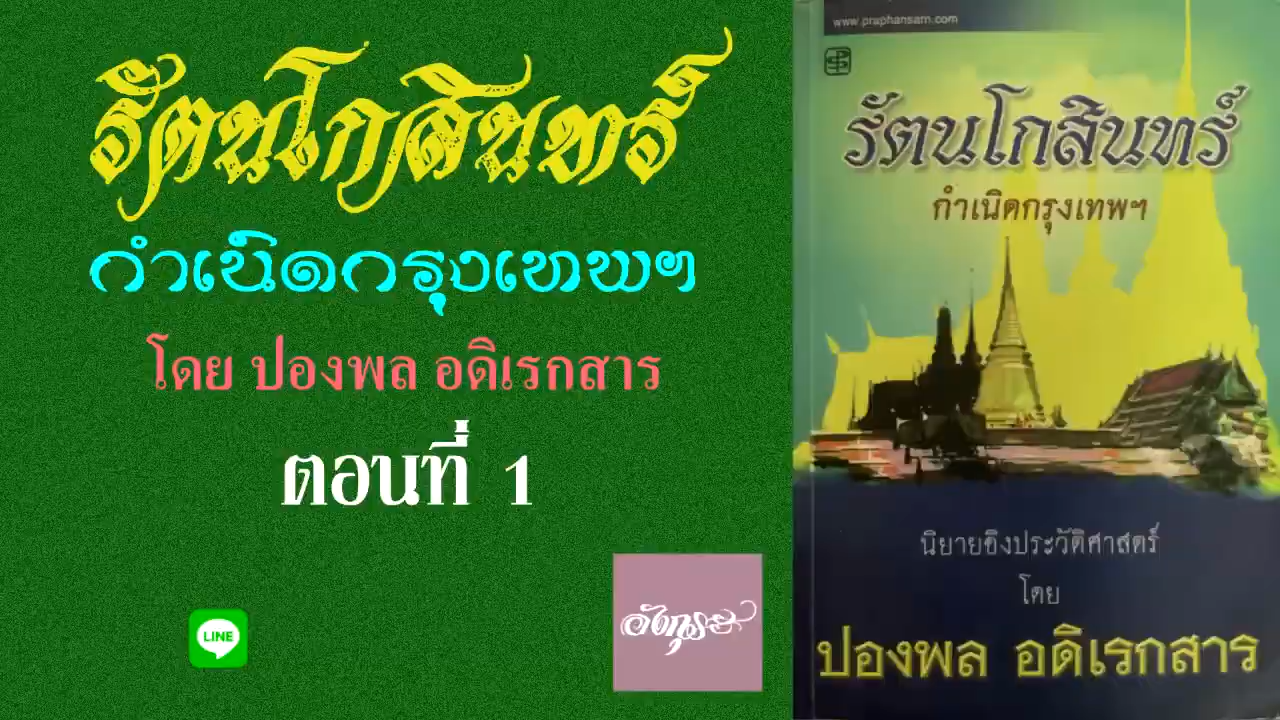 รัตนโกสินทร์
กำเนิดกรุงเทพฯ
โดย ปองพล อดิเรกสาร
ตอนที่ 1
LINE
อังกุระ
www.praphansarn.com
รัตนโกสินทร์
กำเนิดกรุงเทพฯ
นิยายอิงประวัติศาสตร์
โดย
ปองพล อดิเรกสาร